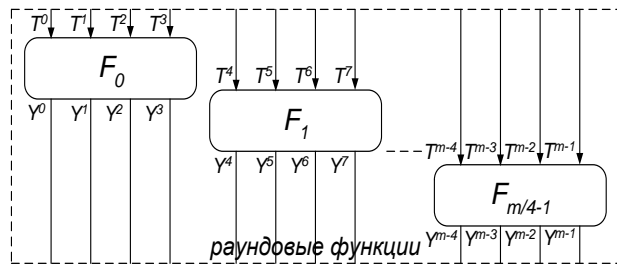 T⁰ T¹ T² T³
F₀
Y⁰ Y¹ Y² Y³
T⁴ T⁵ T⁶ T⁷
F₁
Y⁴ Y⁵ Y⁶ Y⁷
Tᵐ⁻⁴ Tᵐ⁻³ Tᵐ⁻² Tᵐ⁻¹
F_{m/4-1}
Yᵐ⁻⁴ Yᵐ⁻³ Yᵐ⁻² Yᵐ⁻¹
раундовые функции